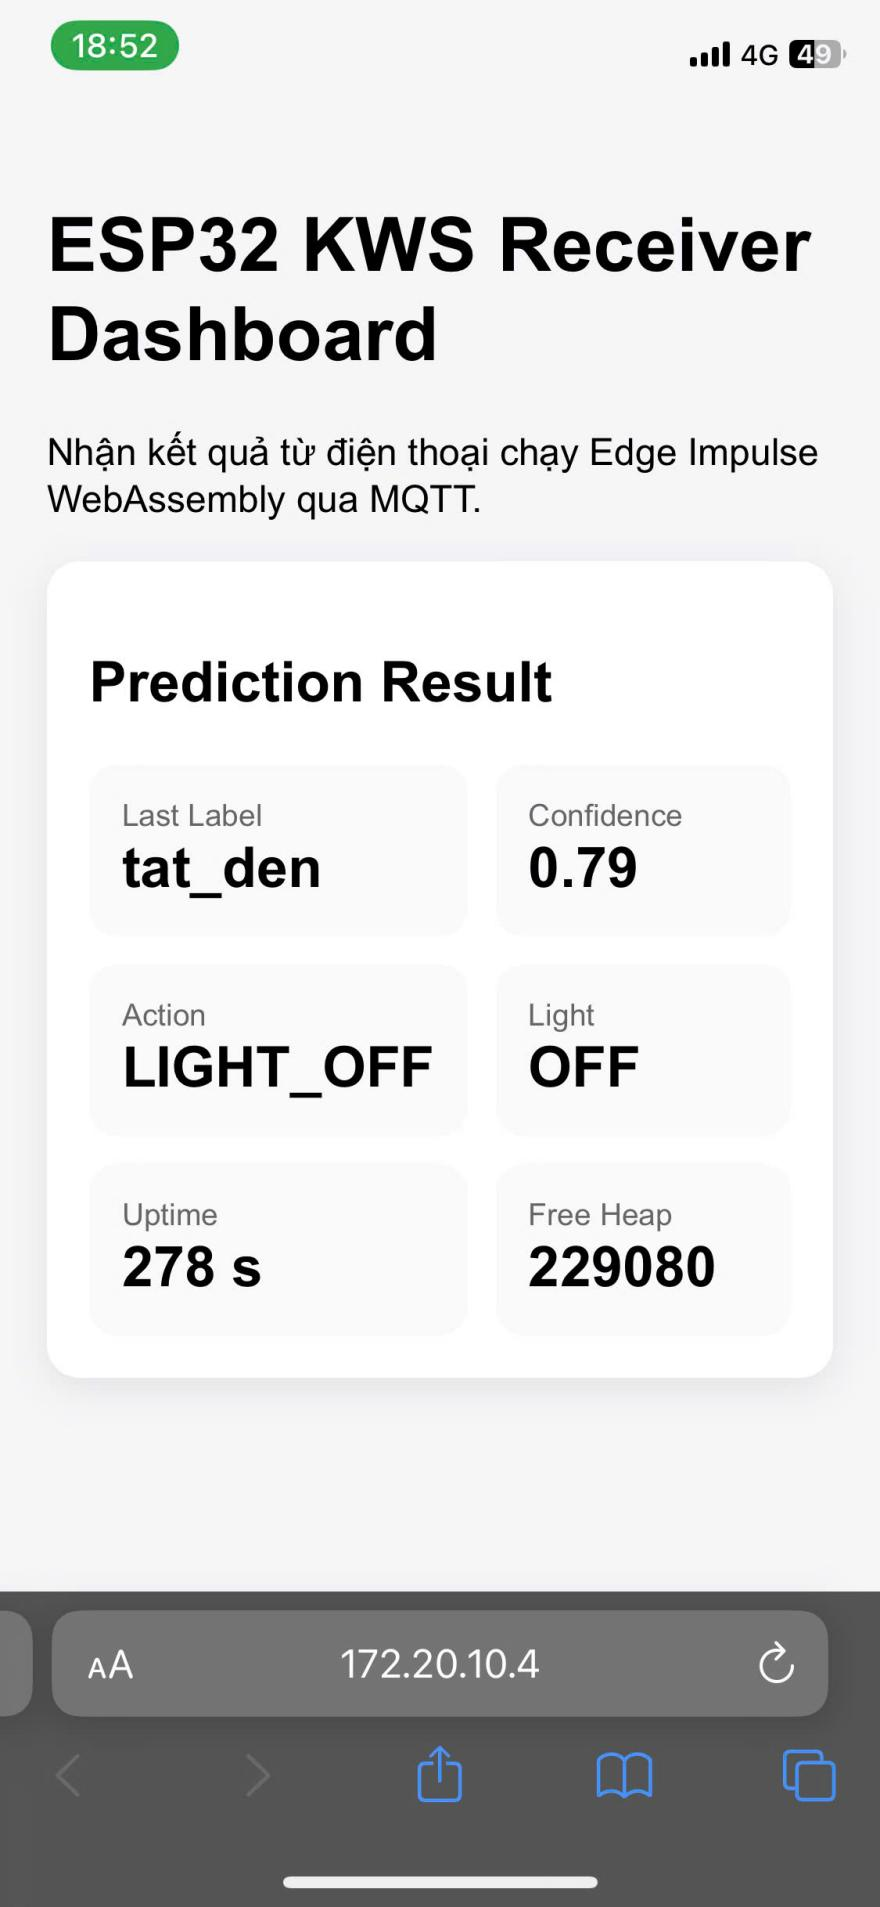 18:52
4G 49
ESP32 KWS Receiver
Dashboard
Nhận kết quả từ điện thoại chạy Edge Impulse
WebAssembly qua MQTT.
Prediction Result
Last Label
tat_den
Confidence
0.79
Action
LIGHT_OFF
Light
OFF
Uptime
278 s
Free Heap
229080
AA 172.20.10.4